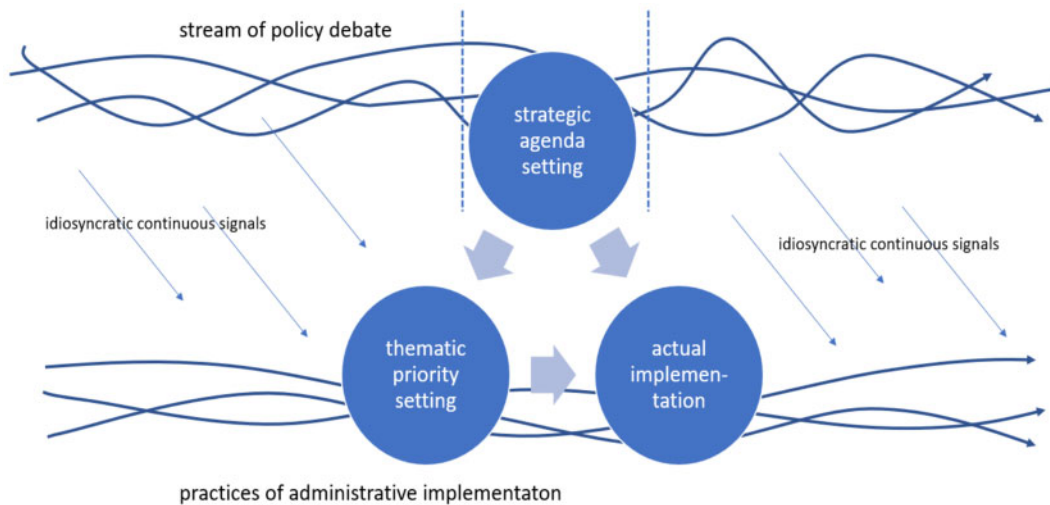 stream of policy debate
strategic
agenda
setting
idiosyncratic continuous signals
idiosyncratic continuous signals
thematic
priority
setting
actual
implemen-
tation
practices of administrative implementaton